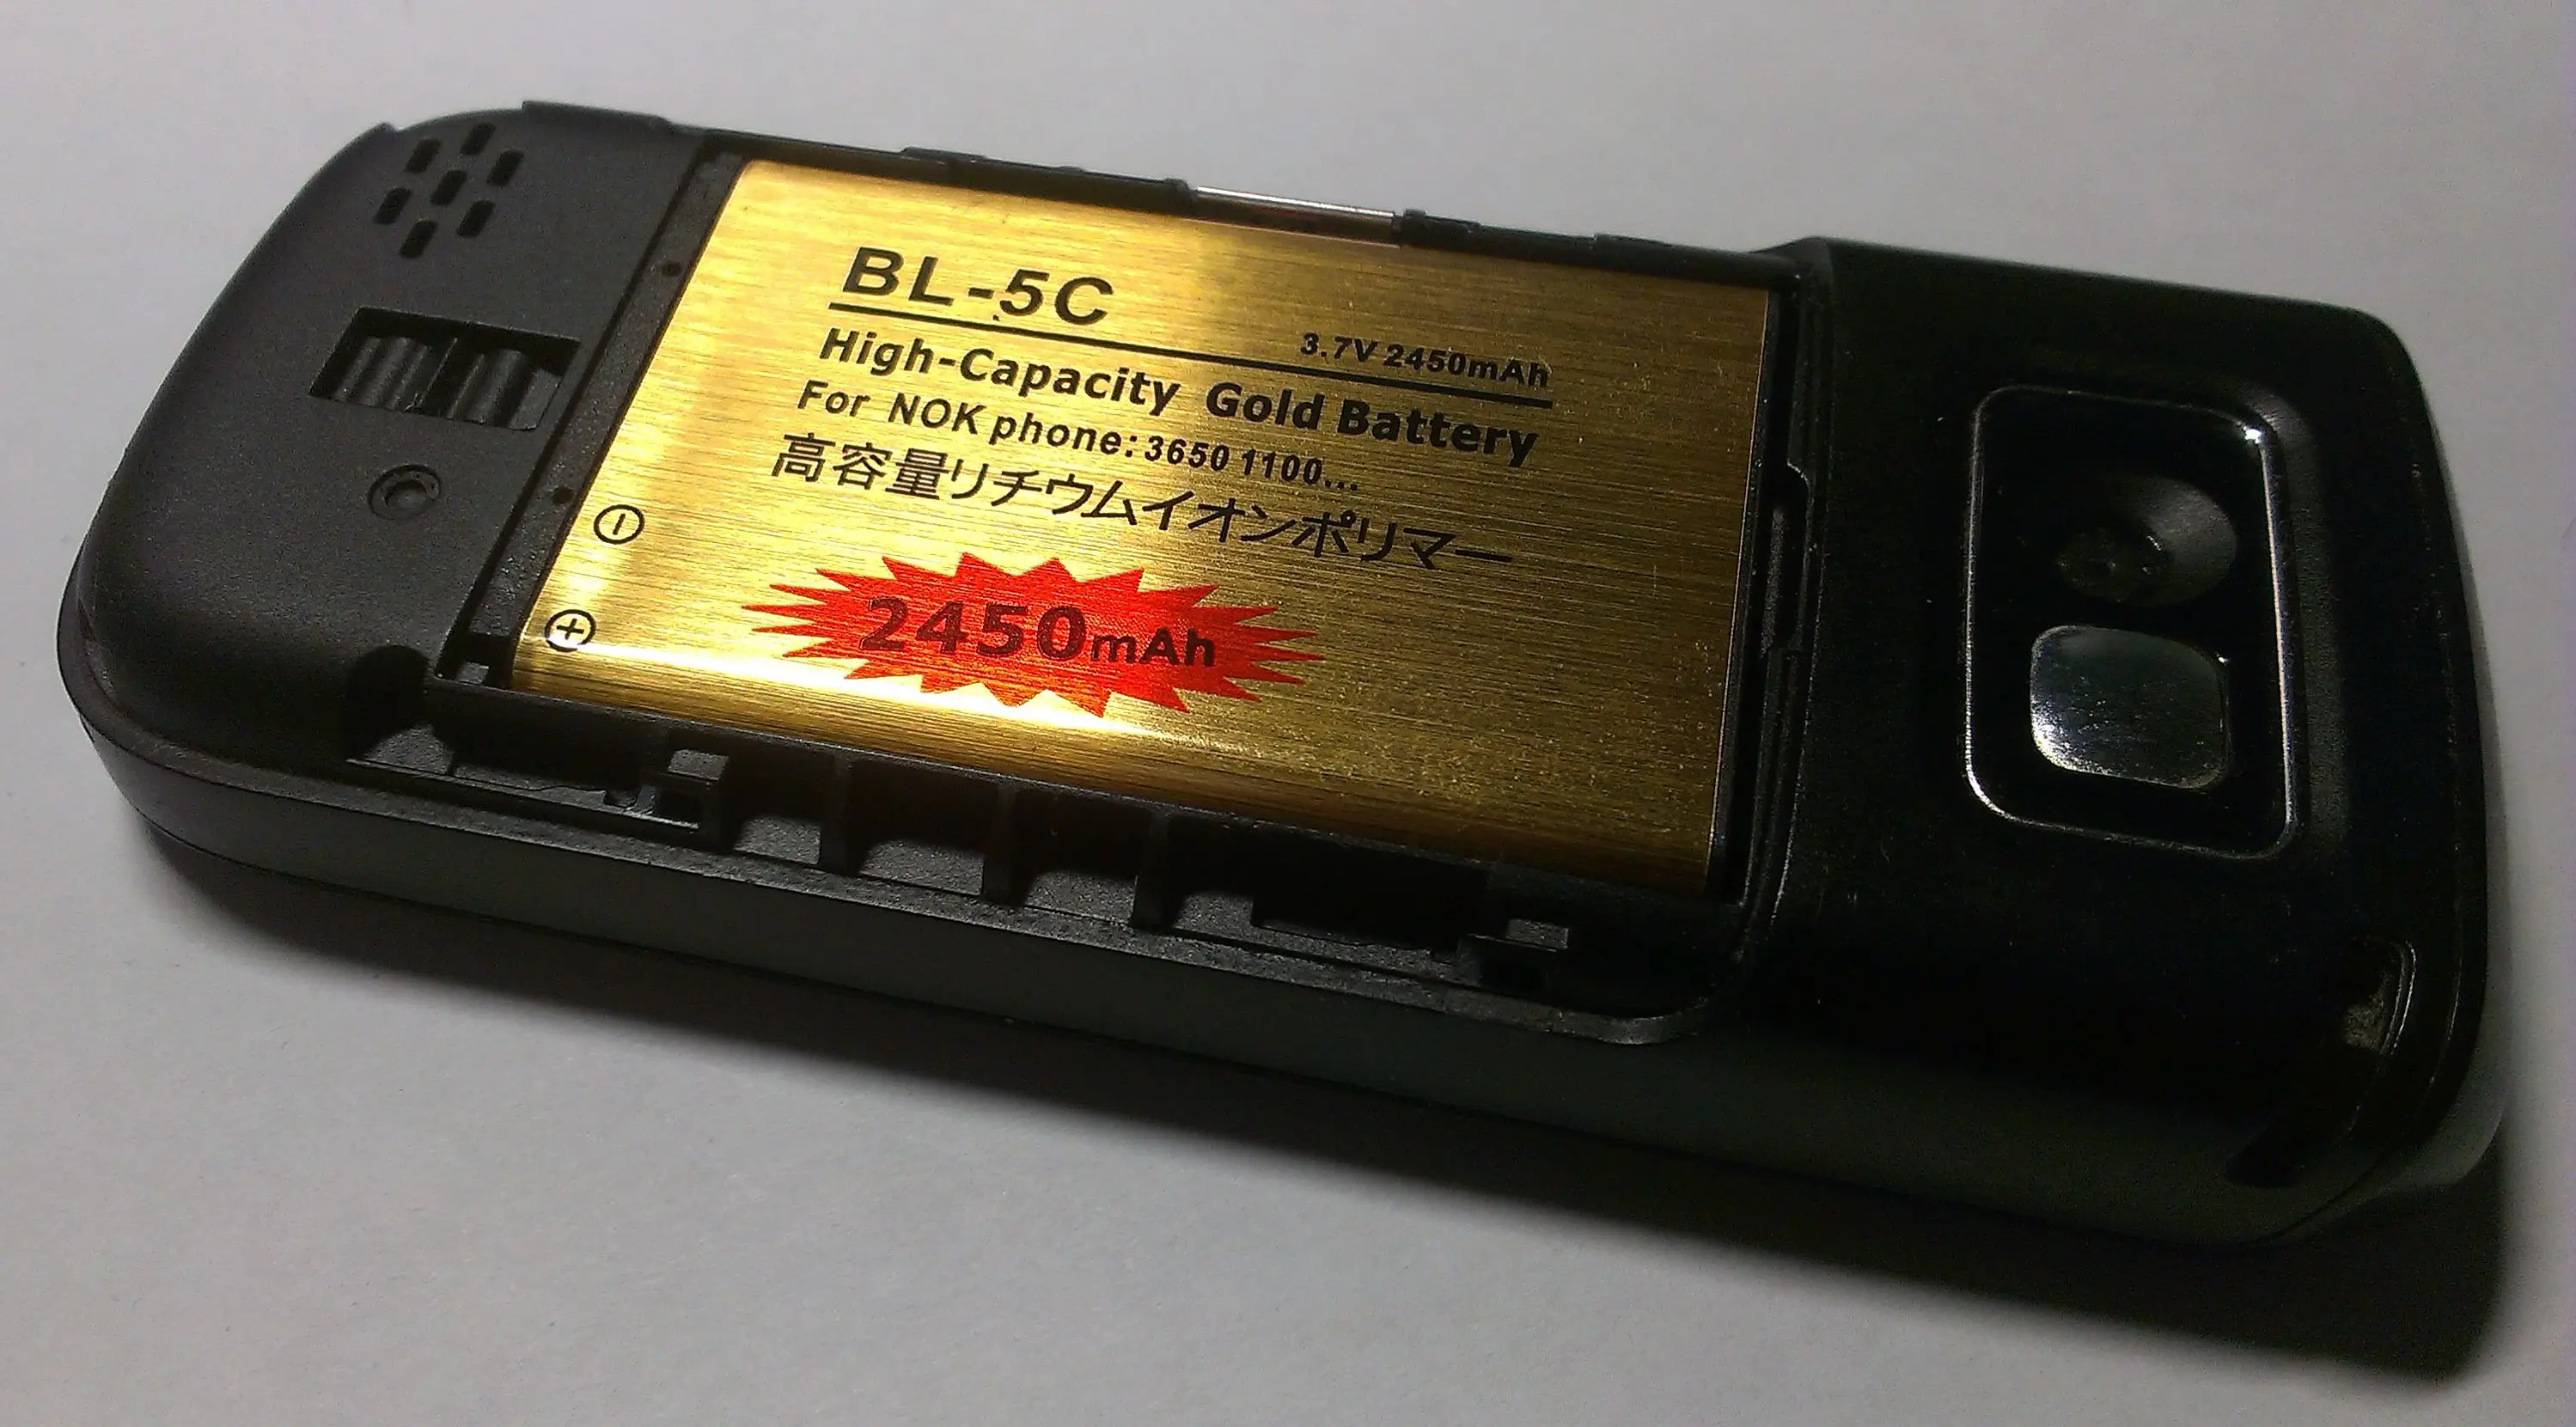 BL-5C
3.7V 2450mAh
High-Capacity Gold Battery
For NOK phone: 3650 1100...
高容量リチウムイオンポリマー
2450mAh